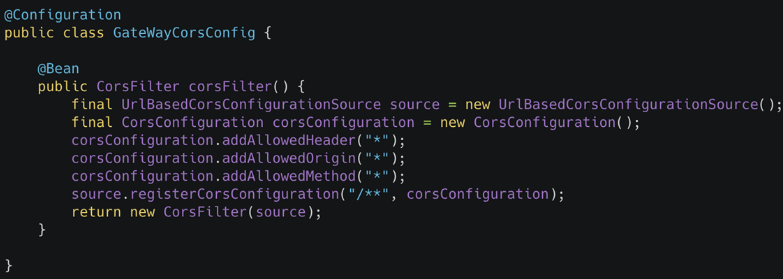 @Configuration
public class GateWayCorsConfig {
@Bean
public CorsFilter corsFilter() {
final UrlBasedCorsConfigurationSource source = new UrlBasedCorsConfigurationSource();
final CorsConfiguration corsConfiguration = new CorsConfiguration();
corsConfiguration.addAllowedHeader("*");
corsConfiguration.addAllowedOrigin("*");
corsConfiguration.addAllowedMethod("*");
source.registerCorsConfiguration("/**", corsConfiguration);
return new CorsFilter(source);
}
}